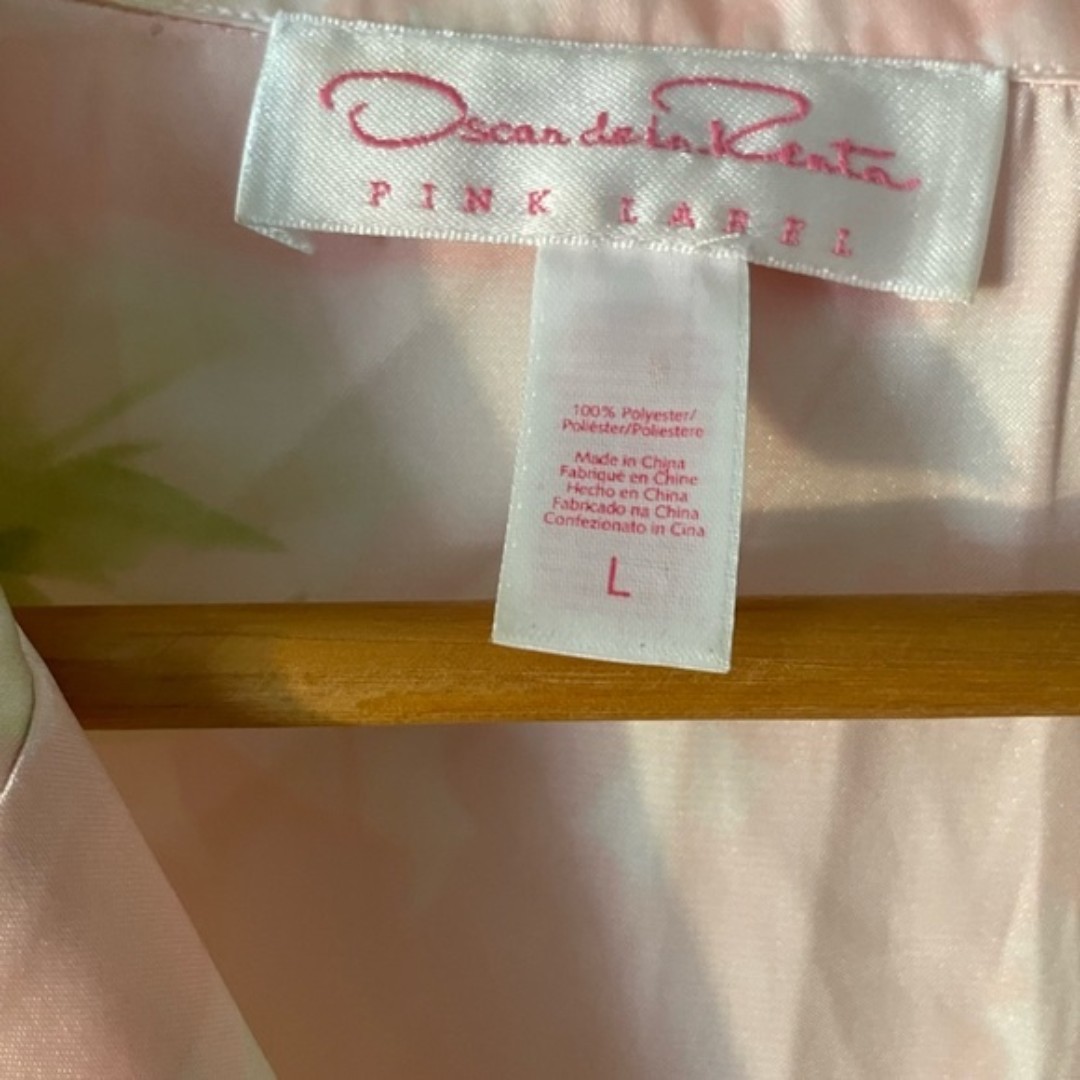 Oscar de la Renta
PINK LABEL
100% Polyester/
Poliéster/Poliestere
Made in China
Fabriqué en Chine
Hecho en China
Fabricado na China
Confezionato in Cina
L